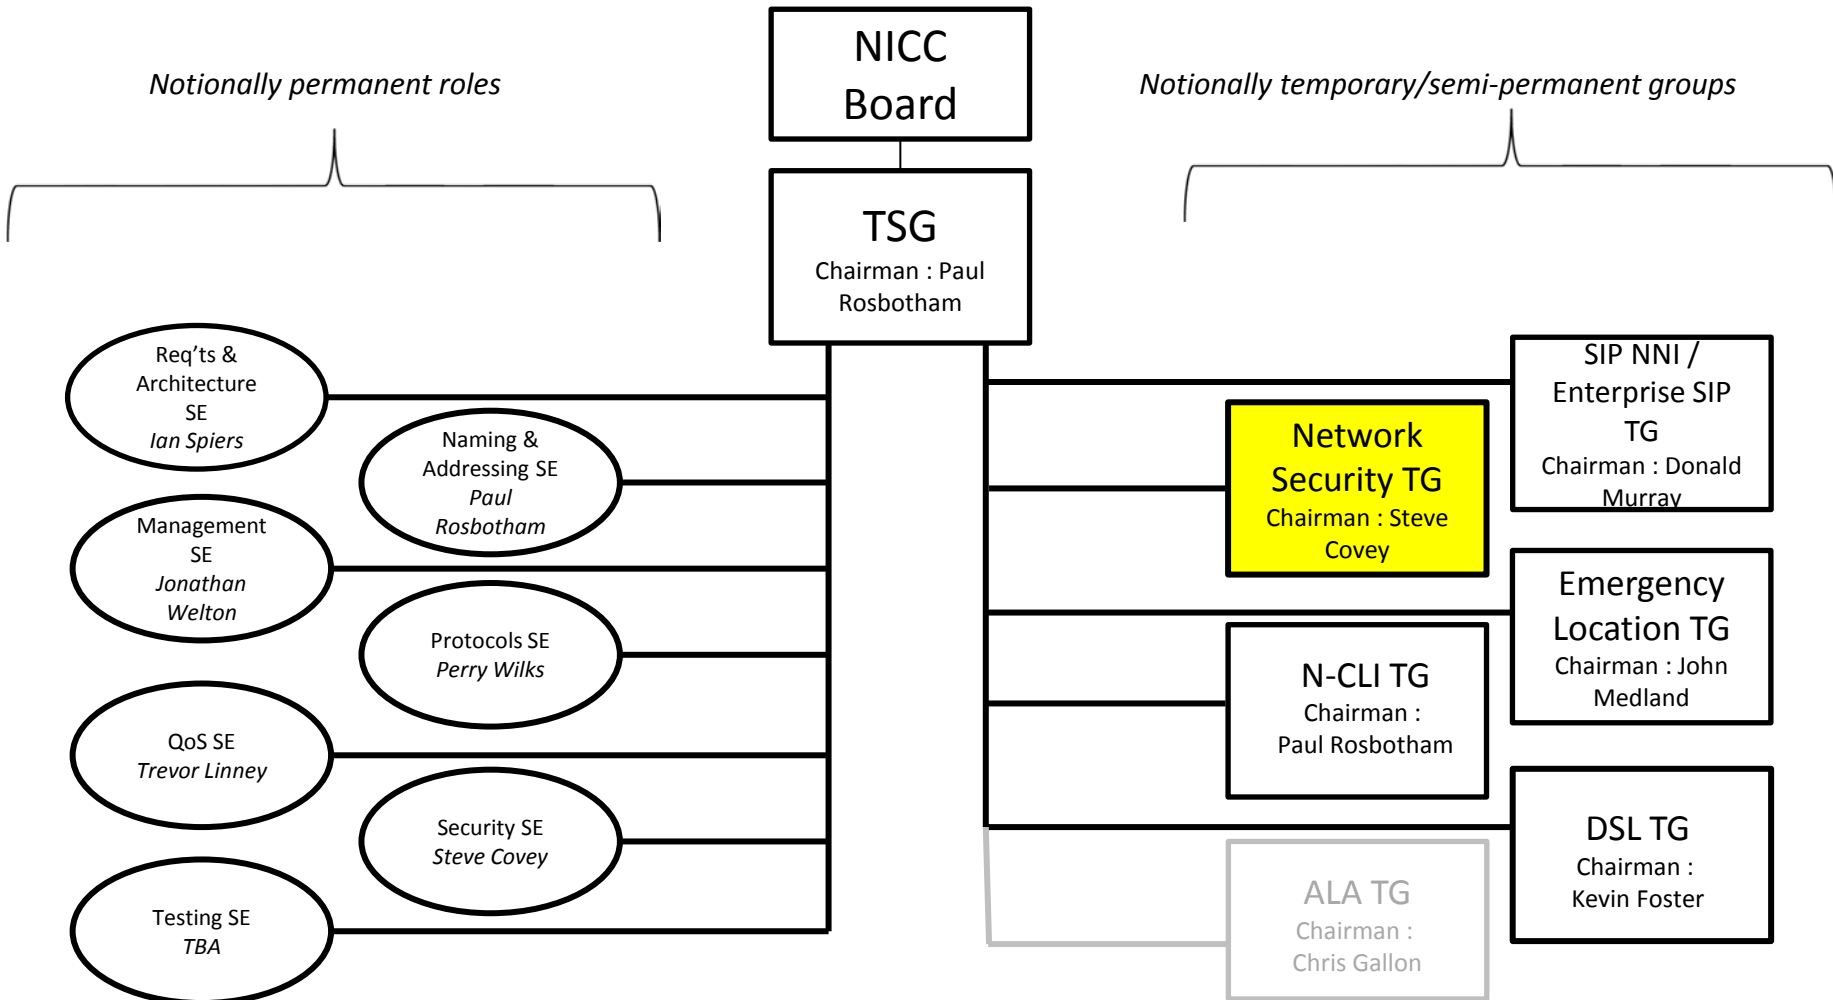 NICC
Board
Notionally permanent roles
Notionally temporary/semi-permanent groups
TSG
Chairman : Paul
Rosbotham
Req'ts &
Architecture
SE
Ian Spiers
Naming &
Addressing SE
Paul
Rosbotham
Management
SE
Jonathan
Welton
Protocols SE
Perry Wilks
QoS SE
Trevor Linney
Security SE
Steve Covey
Testing SE
TBA
SIP NNI /
Enterprise SIP
TG
Chairman : Donald
Murray
Network
Security TG
Chairman : Steve
Covey
Emergency
Location TG
Chairman : John
Medland
N-CLI TG
Chairman :
Paul Rosbotham
DSL TG
Chairman :
Kevin Foster
ALA TG
Chairman :
Chris Gallon